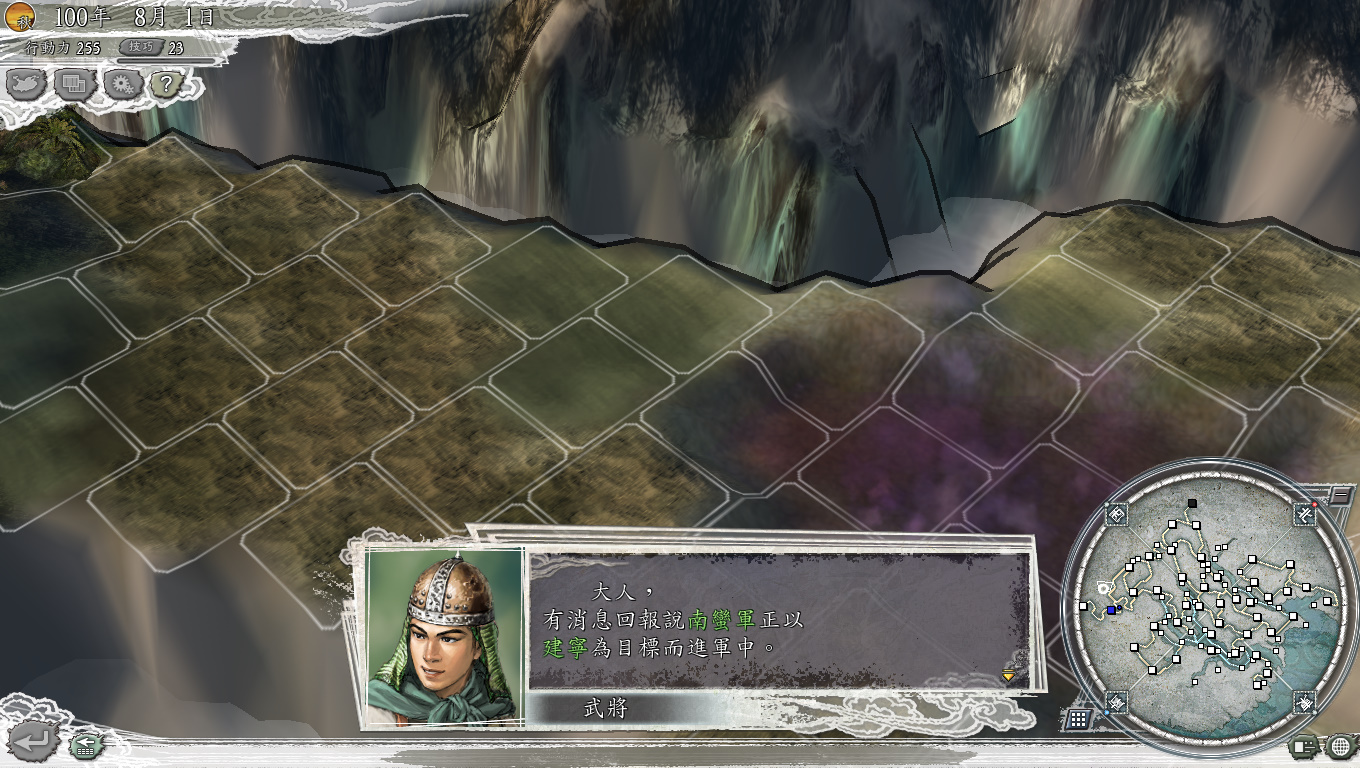 秋 100年 8月 1日
行動力 255 技巧 23
?
大人，
有消息回報說南蠻軍正以
建寧為目標而進軍中。
武將